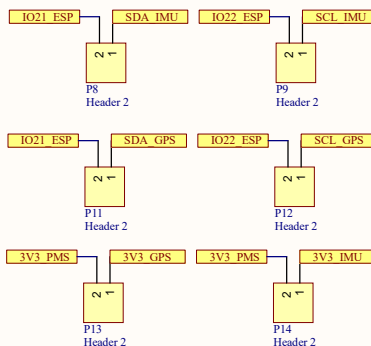 IO21_ESP SDA_IMU IO22_ESP SCL_IMU
2 1 2 1
P8 P9
Header 2 Header 2
IO21_ESP SDA_GPS IO22_ESP SCL_GPS
2 1 2 1
P11 P12
Header 2 Header 2
3V3_PMS 3V3_GPS 3V3_PMS 3V3_IMU
2 1 2 1
P13 P14
Header 2 Header 2